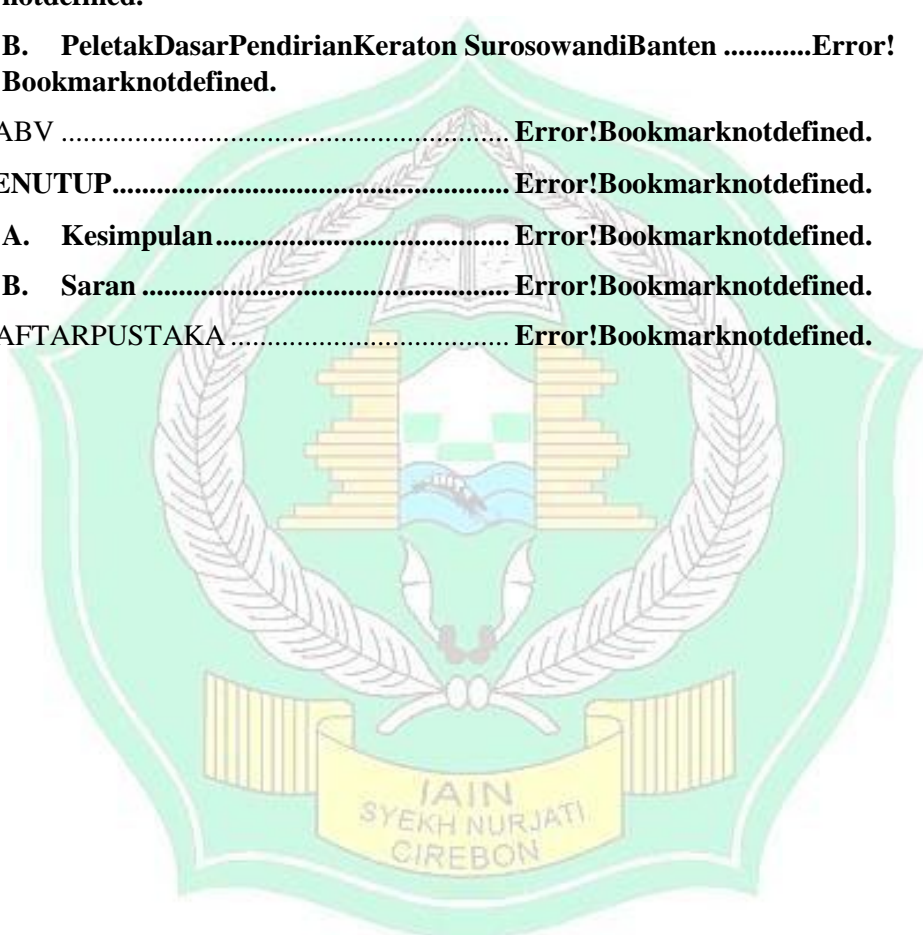 notdefined.
B. PeletakDasarPendirianKeraton SurosowandiBanten ............Error!
Bookmarknotdefined.
ABV ................................................... Error!Bookmarknotdefined.
ENUTUP.................................................. Error!Bookmarknotdefined.
A. Kesimpulan..................................... Error!Bookmarknotdefined.
B. Saran ............................................... Error!Bookmarknotdefined.
AFTARPUSTAKA ................................... Error!Bookmarknotdefined.
IAIN
SYEKH NURJATI
CIREBON